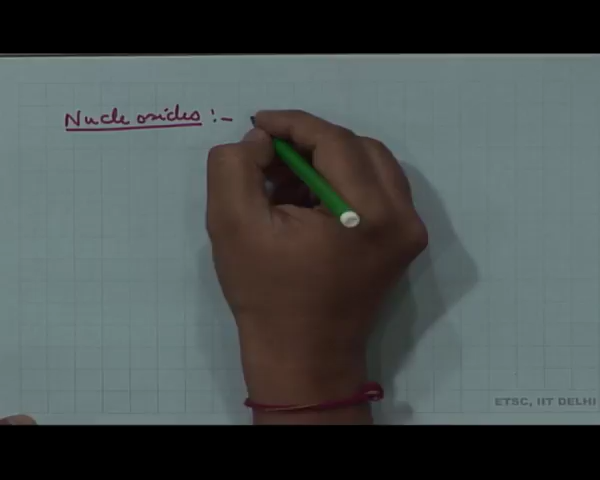 Nucleosides :-
ETSC, IIT DELHI